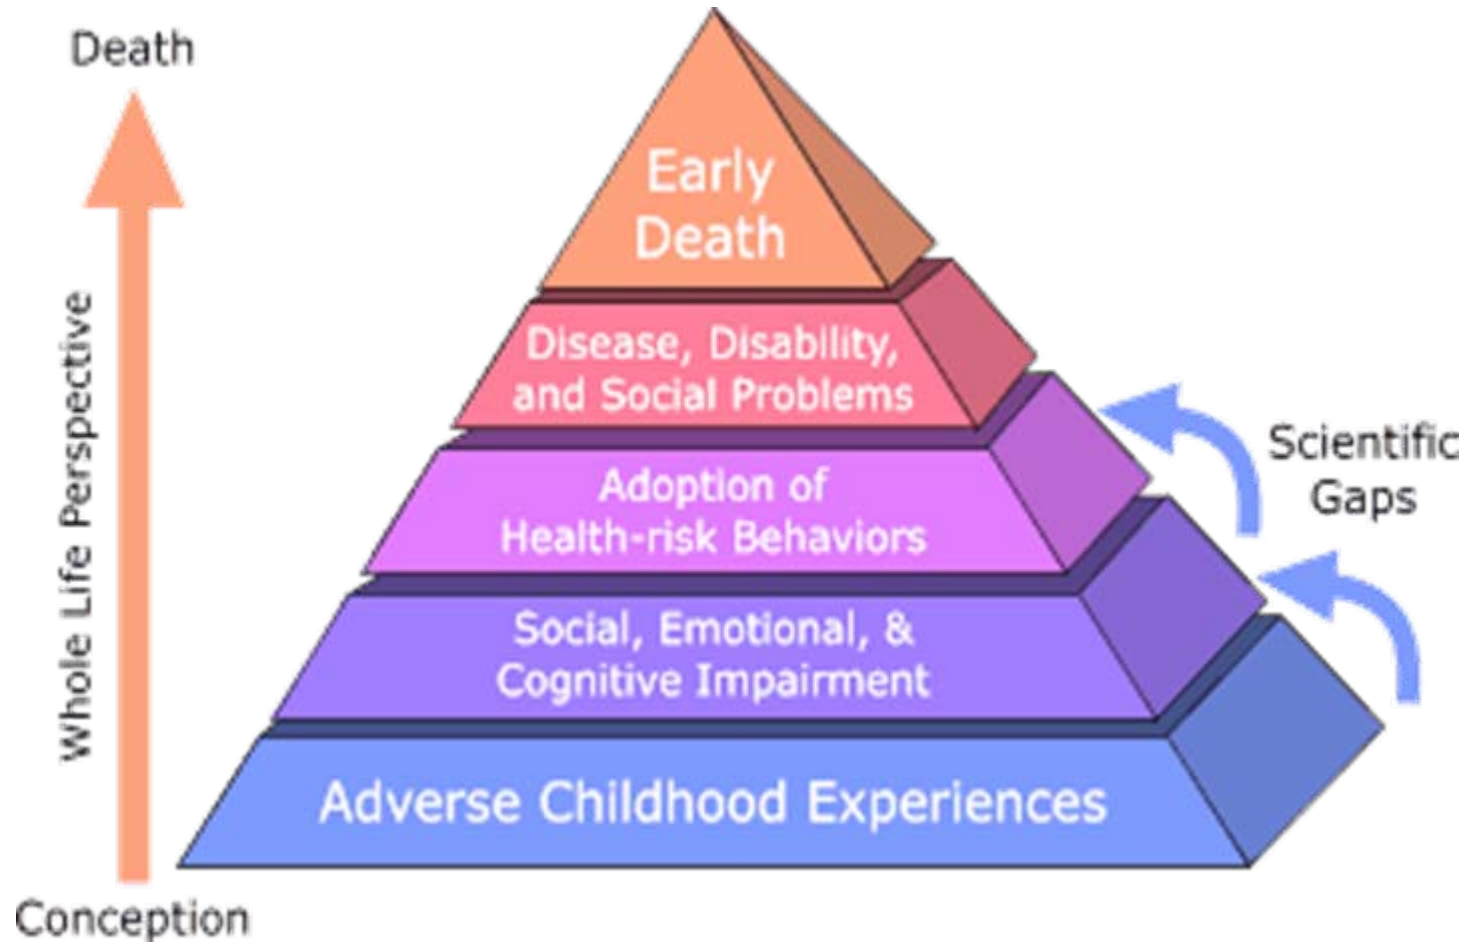 Death
Whole Life Perspective
Conception
Early
Death
Disease, Disability,
and Social Problems
Adoption of
Health-risk Behaviors
Social, Emotional, &
Cognitive Impairment
Adverse Childhood Experiences
Scientific
Gaps